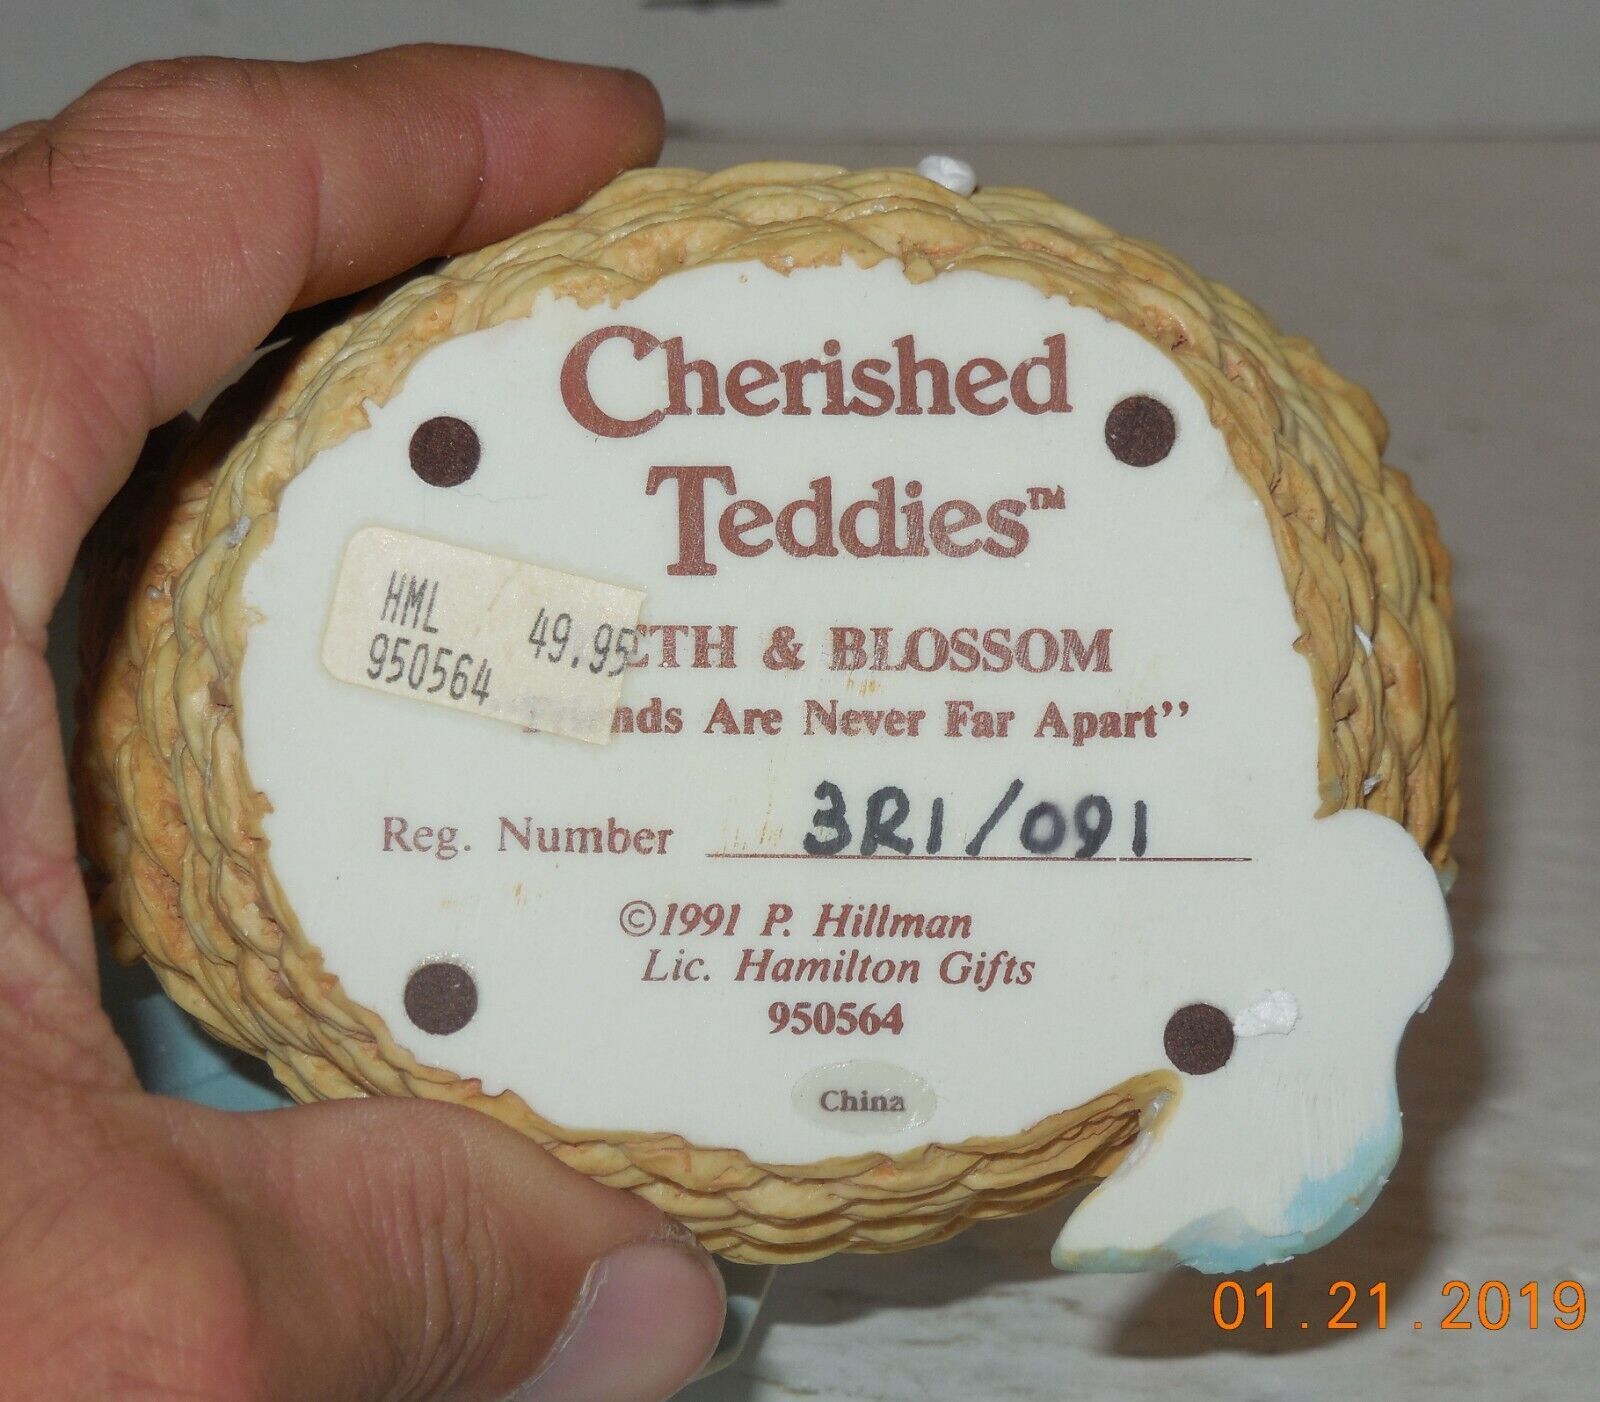 Cherished
Teddies™
HML 49.95
950564
& BLOSSOM
Friends Are Never Far Apart”
Reg. Number 3R1/091
©1991 P. Hillman
Lic. Hamilton Gifts
950564
China
01.21.2019